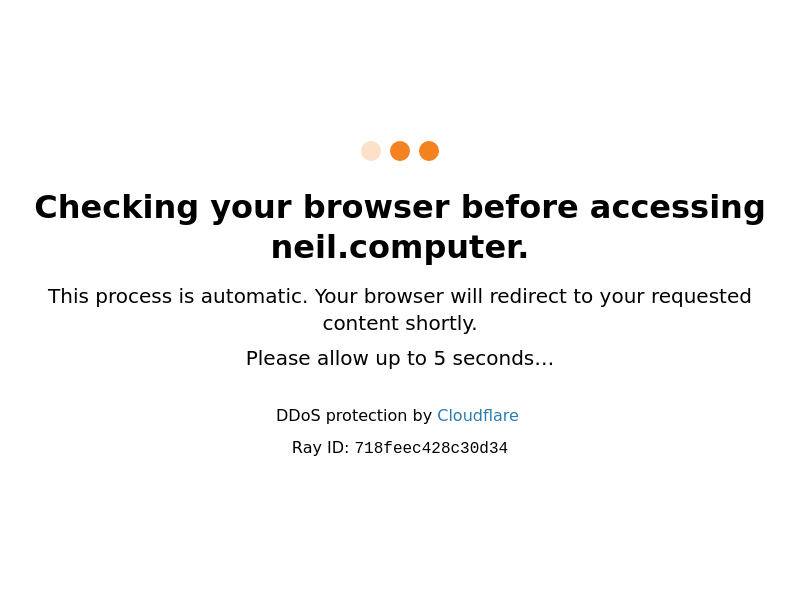 Checking your browser before accessing
neil.computer.
This process is automatic. Your browser will redirect to your requested
content shortly.
Please allow up to 5 seconds…
DDoS protection by Cloudflare
Ray ID: 718feec428c30d34